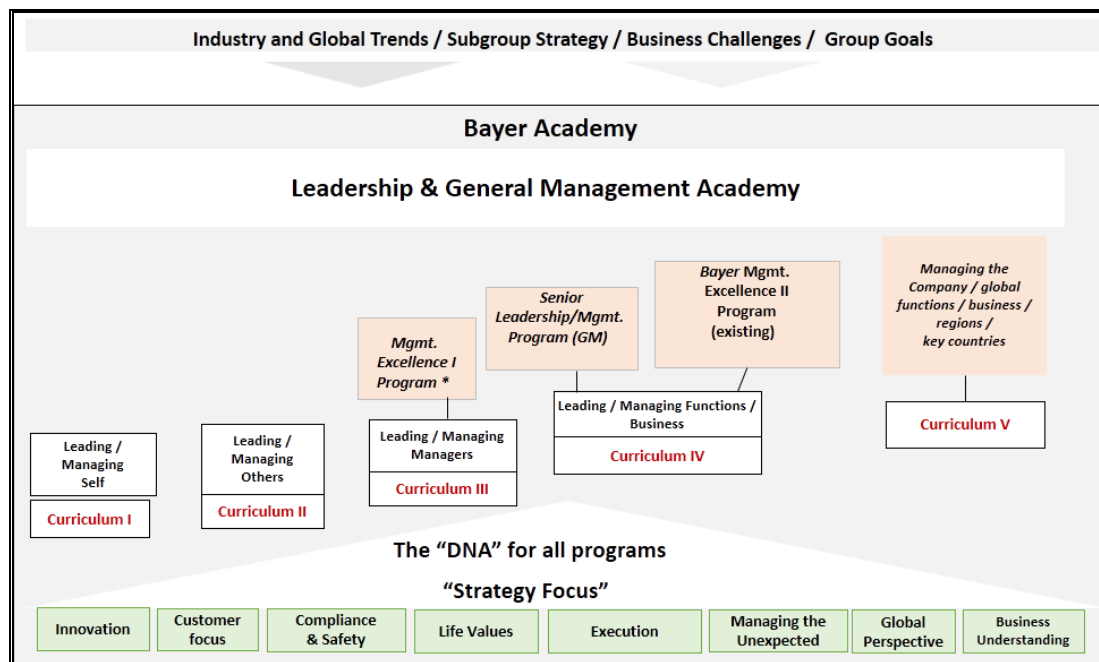 Industry and Global Trends / Subgroup Strategy / Business Challenges / Group Goals
Bayer Academy
Leadership & General Management Academy
Mgmt.
Excellence I
Program *
Senior
Leadership/Mgmt.
Program (GM)
Bayer Mgmt.
Excellence II
Program
(existing)
Managing the
Company / global
functions / business /
regions /
key countries
Leading /
Managing
Self
Curriculum I
Leading /
Managing
Others
Curriculum II
Leading / Managing
Managers
Curriculum III
Leading / Managing Functions /
Business
Curriculum IV
Curriculum V
The “DNA” for all programs
“Strategy Focus”
Innovation
Customer
focus
Compliance
& Safety
Life Values
Execution
Managing the
Unexpected
Global
Perspective
Business
Understanding